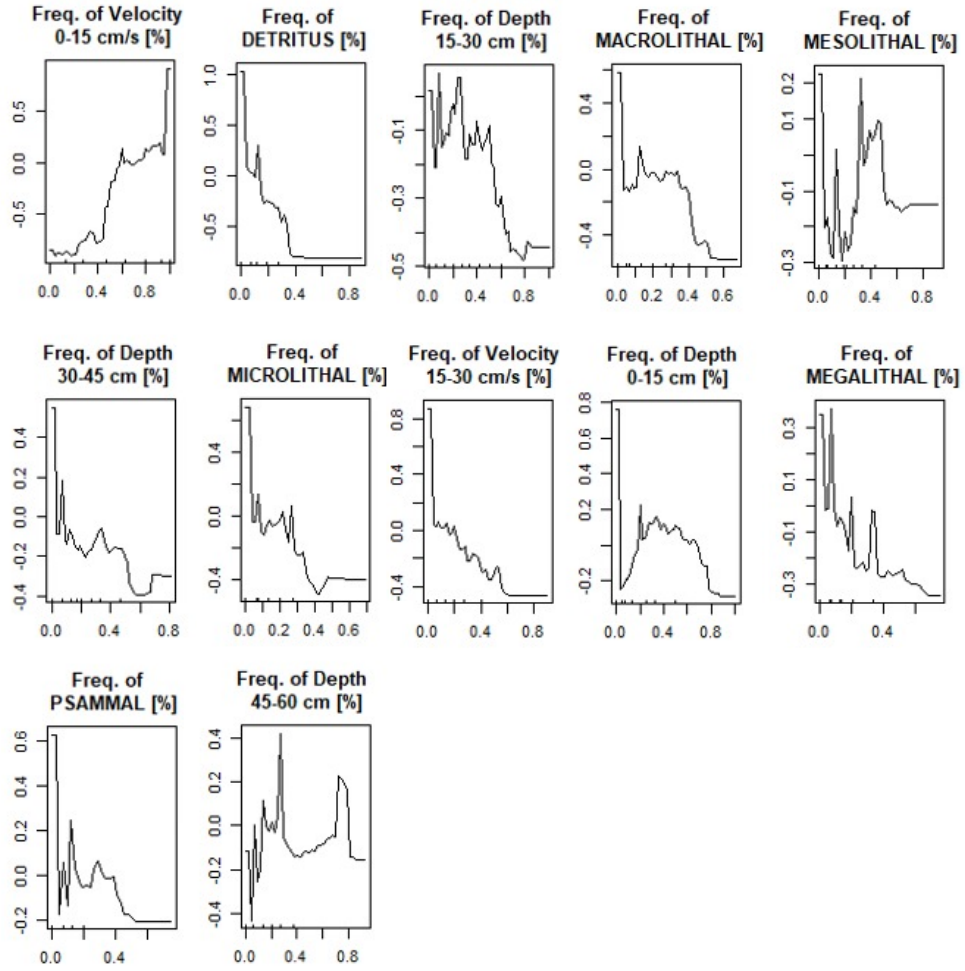 Freq. of Velocity
0-15 cm/s [%]
Freq. of
DETRITUS [%]
Freq. of Depth
15-30 cm [%]
Freq. of
MACROLITHAL [%]
Freq. of
MESOLITHAL [%]
-0.5 0.0 0.5
-0.5 0.0 0.5 1.0
-0.5 -0.3 -0.1
-0.4 0.0 0.4
-0.3 -0.1 0.1 0.2
0.0 0.4 0.8
0.0 0.4 0.8
0.0 0.4 0.8
0.0 0.2 0.4 0.6
0.0 0.4 0.8
Freq. of Depth
30-45 cm [%]
Freq. of
MICROLITHAL [%]
Freq. of Velocity
15-30 cm/s [%]
Freq. of Depth
0-15 cm [%]
Freq. of
MEGALITHAL [%]
-0.4 -0.2 0.0 0.2 0.4
-0.4 0.0 0.4
-0.4 0.0 0.4 0.8
-0.2 0.2 0.4 0.6 0.8
-0.3 -0.1 0.1 0.3
0.0 0.4 0.8
0.0 0.2 0.4 0.6
0.0 0.4 0.8
0.0 0.4 0.8
0.0 0.4
Freq. of
PSAMMAL [%]
Freq. of Depth
45-60 cm [%]
-0.2 0.0 0.2 0.4 0.6
-0.4 -0.2 0.0 0.2 0.4
0.0 0.4
0.0 0.4 0.8